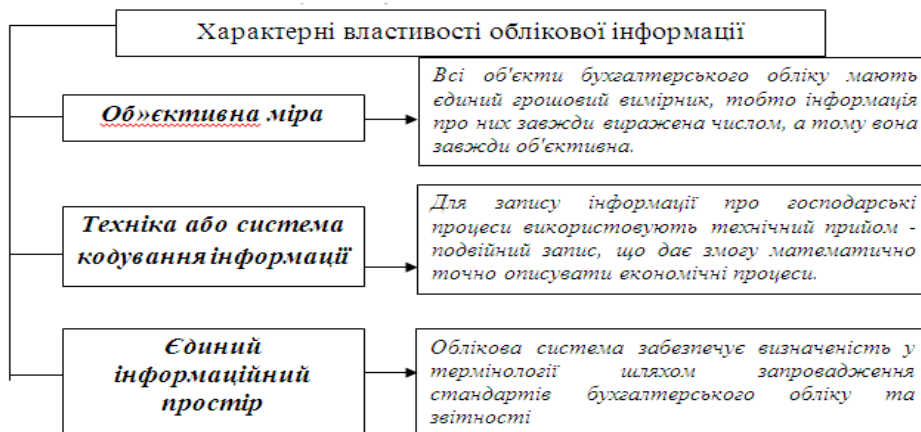 Характерні властивості облікової інформації
Об»єктивна міра
Всі об'єкти бухгалтерського обліку мають
єдиний грошовий вимірник, тобто інформація
про них завжди виражена числом, а тому вона
завжди об'єктивна.
Техніка або система
кодування інформації
Для запису інформації про господарські
процеси використовують технічний прийом -
подвійний запис, що дає змогу математично
точно описувати економічні процеси.
Єдиний
інформаційний
простір
Облікова система забезпечує визначеність у
термінології шляхом запровадження
стандартів бухгалтерського обліку та
звітності